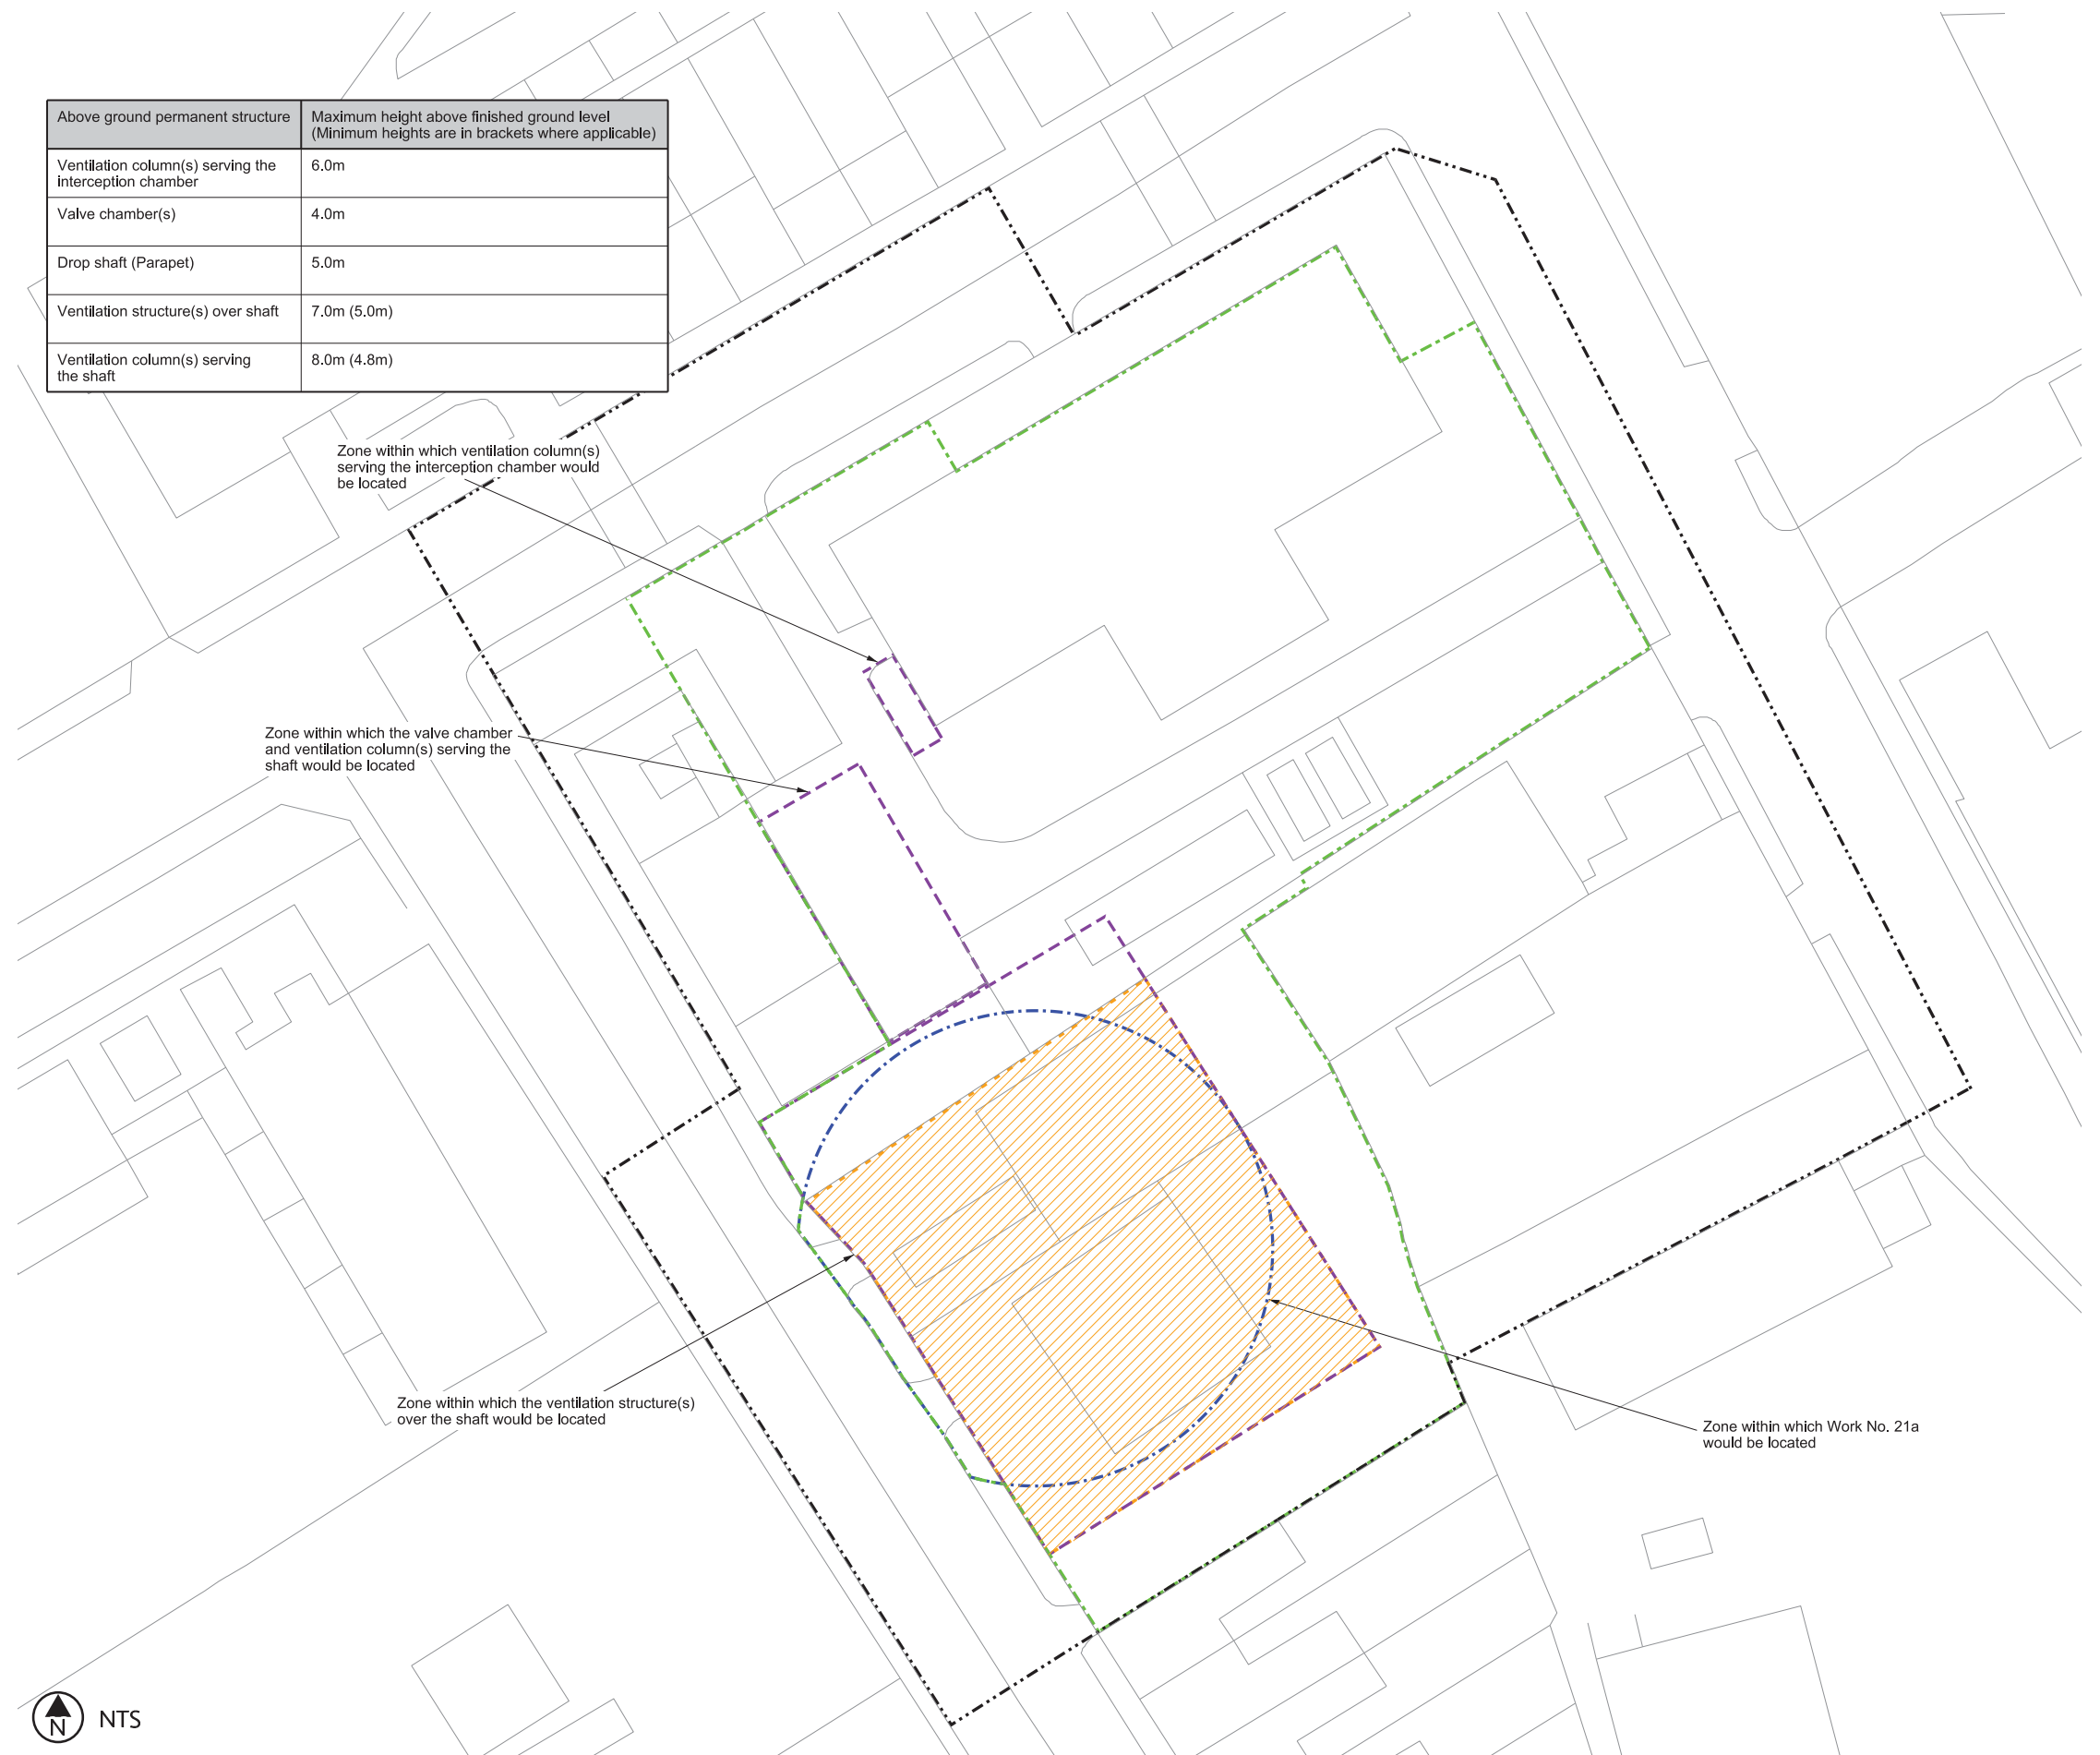 Above ground permanent structure
Maximum height above finished ground level
(Minimum heights are in brackets where applicable)
Ventilation column(s) serving the
interception chamber
6.0m
Valve chamber(s)
4.0m
Drop shaft (Parapet)
5.0m
Ventilation structure(s) over shaft
7.0m (5.0m)
Ventilation column(s) serving
the shaft
8.0m (4.8m)
Zone within which ventilation column(s)
serving the interception chamber would
be located
Zone within which the valve chamber
and ventilation column(s) serving the
shaft would be located
Zone within which the ventilation structure(s)
over the shaft would be located
Zone within which Work No. 21a
would be located
N
NTS